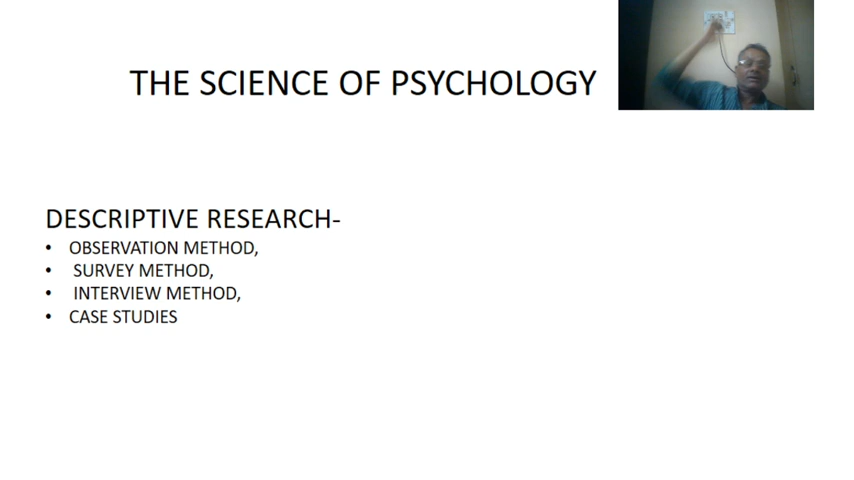 THE SCIENCE OF PSYCHOLOGY
DESCRIPTIVE RESEARCH-
• OBSERVATION METHOD,
• SURVEY METHOD,
• INTERVIEW METHOD,
• CASE STUDIES